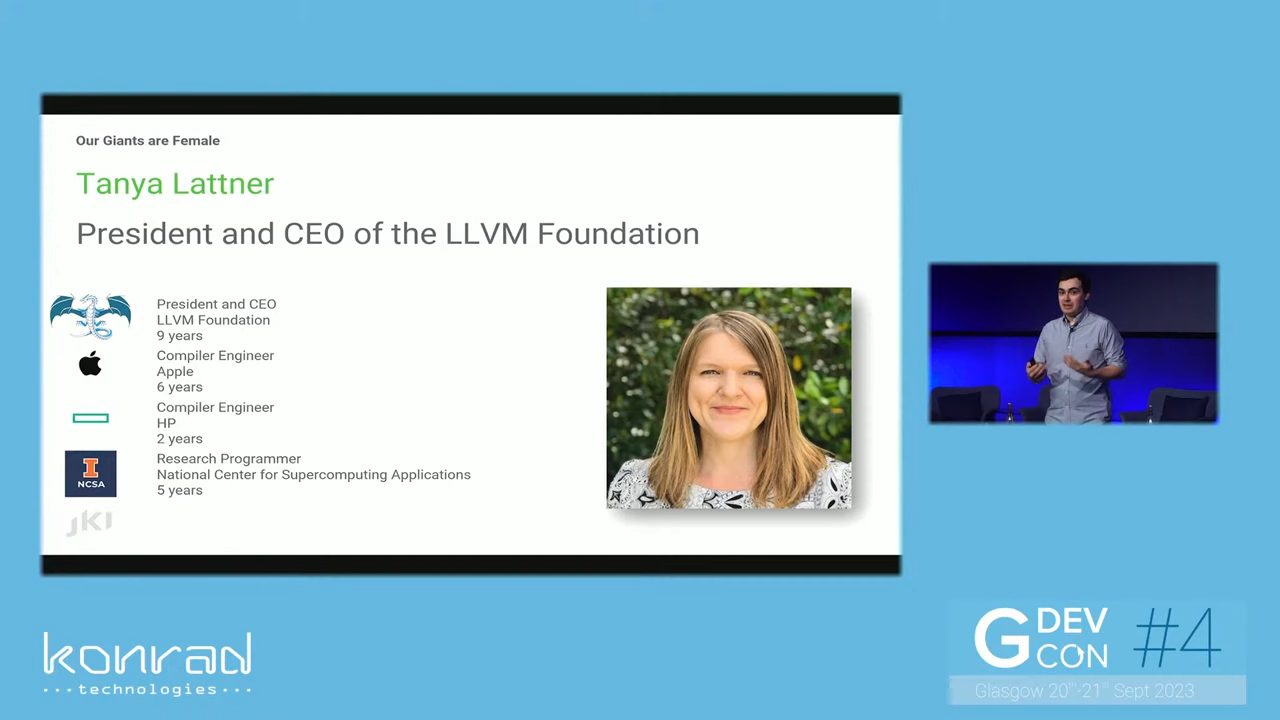 Our Giants are Female
Tanya Lattner
President and CEO of the LLVM Foundation
President and CEO
LLVM Foundation
9 years
Compiler Engineer
Apple
6 years
Compiler Engineer
HP
2 years
Research Programmer
National Center for Supercomputing Applications
5 years
I
NCSA
JKI
konrad
···technologies···
G DEV CON #4
Glasgow 20th-21st Sept 2023